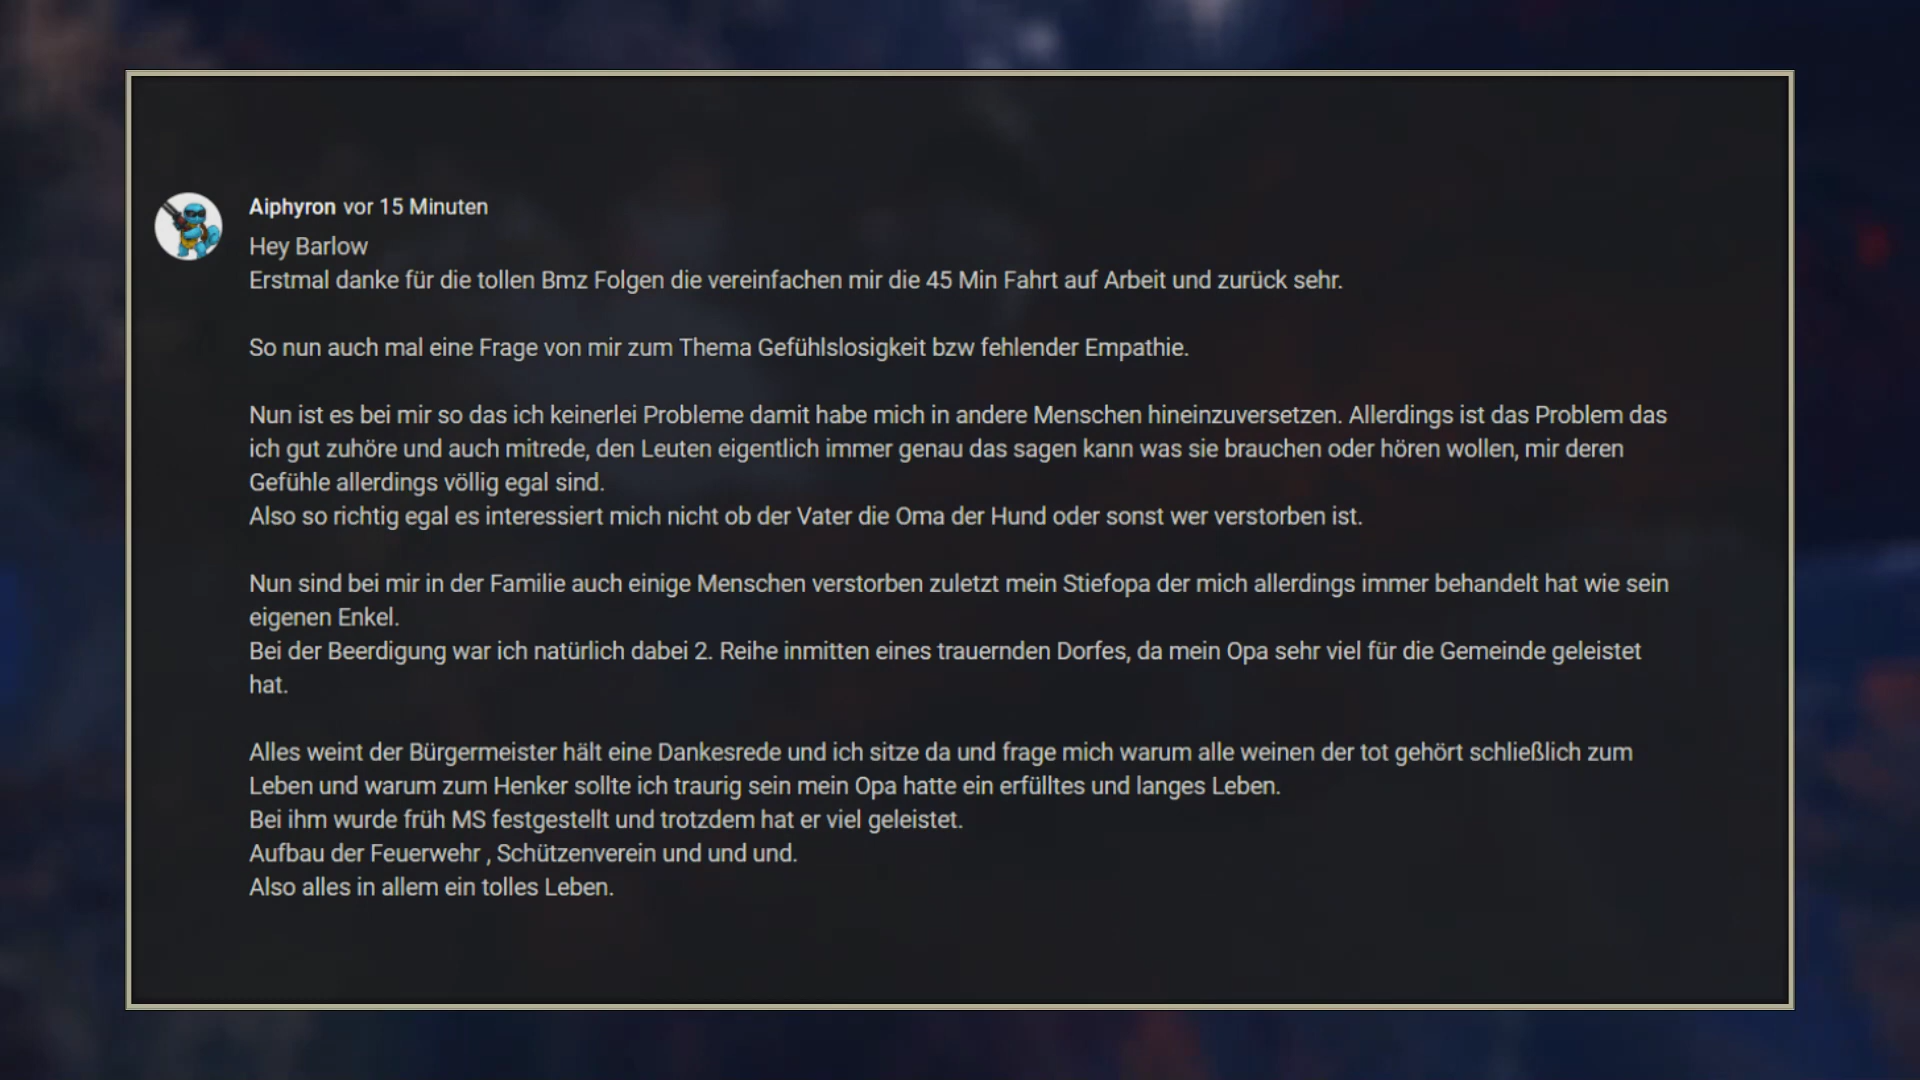 Aiphyron vor 15 Minuten
Hey Barlow
Erstmal danke für die tollen Bmz Folgen die vereinfachen mir die 45 Min Fahrt auf Arbeit und zurück sehr.
So nun auch mal eine Frage von mir zum Thema Gefühlslosigkeit bzw fehlender Empathie.
Nun ist es bei mir so das ich keinerlei Probleme damit habe mich in andere Menschen hineinzuversetzen. Allerdings ist das Problem das
ich gut zuhöre und auch mitrede, den Leuten eigentlich immer genau das sagen kann was sie brauchen oder hören wollen, mir deren
Gefühle allerdings völlig egal sind.
Also so richtig egal es interessiert mich nicht ob der Vater die Oma der Hund oder sonst wer verstorben ist.
Nun sind bei mir in der Familie auch einige Menschen verstorben zuletzt mein Stiefopa der mich allerdings immer behandelt hat wie sein
eigenen Enkel.
Bei der Beerdigung war ich natürlich dabei 2. Reihe inmitten eines trauernden Dorfes, da mein Opa sehr viel für die Gemeinde geleistet
hat.
Alles weint der Bürgermeister hält eine Dankesrede und ich sitze da und frage mich warum alle weinen der tot gehört schließlich zum
Leben und warum zum Henker sollte ich traurig sein mein Opa hatte ein erfülltes und langes Leben.
Bei ihm wurde früh MS festgestellt und trotzdem hat er viel geleistet.
Aufbau der Feuerwehr , Schützenverein und und und.
Also alles in allem ein tolles Leben.